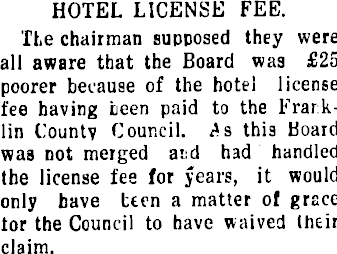 HOTEL LICENSE FEE.
The chairman supposed they were
all aware that the Board was £25
poorer because of the hotel license
fee having been paid to the Frank-
lin County Council. As this Board
was not merged and had handled
the license fee for years, it would
only have been a matter of grace
for the Council to have waived their
claim.